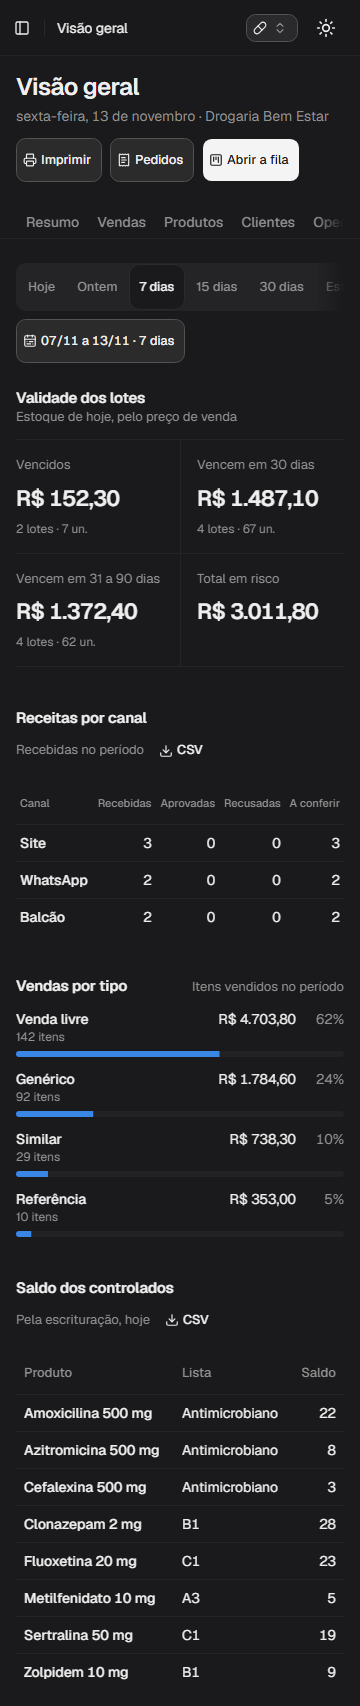 Visão geral
Visão geral
sexta-feira, 13 de novembro · Drogaria Bem Estar
Imprimir
Pedidos
Abrir a fila
Resumo Vendas Produtos Clientes
Hoje Ontem 7 dias 15 dias 30 dias
07/11 a 13/11 · 7 dias
Validade dos lotes
Estoque de hoje, pelo preço de venda
Vencidos
R$ 152,30
2 lotes · 7 un.
Vencem em 30 dias
R$ 1.487,10
4 lotes · 67 un.
Vencem em 31 a 90 dias
R$ 1.372,40
4 lotes · 62 un.
Total em risco
R$ 3.011,80
Receitas por canal
Recebidas no período CSV
Canal Recebidas Aprovadas Recusadas A conferir
Site 3 0 0 3
WhatsApp 2 0 0 2
Balcão 2 0 0 2
Vendas por tipo Itens vendidos no período
Venda livre R$ 4.703,80 62%
142 itens
Genérico R$ 1.784,60 24%
92 itens
Similar R$ 738,30 10%
29 itens
Referência R$ 353,00 5%
10 itens
Saldo dos controlados
Pela escrituração, hoje CSV
Produto Lista Saldo
Amoxicilina 500 mg Antimicrobiano 22
Azitromicina 500 mg Antimicrobiano 8
Cefalexina 500 mg Antimicrobiano 3
Clonazepam 2 mg B1 28
Fluoxetina 20 mg C1 23
Metilfenidato 10 mg A3 5
Sertralina 50 mg C1 19
Zolpidem 10 mg B1 9